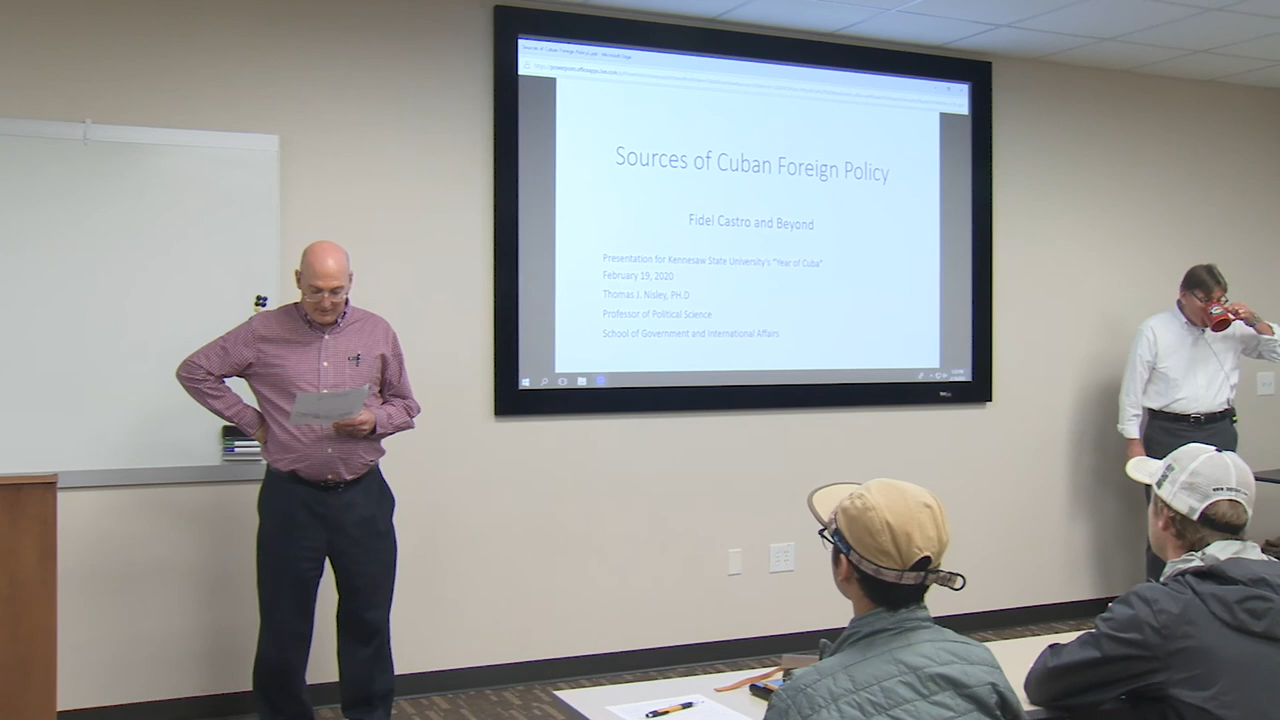 Sources of Cuban Foreign Policy
Fidel Castro and Beyond
Presentation for Kennesaw State University's "Year of Cuba"
February 19, 2020
Thomas J. Nisley, PH.D
Professor of Political Science
School of Government and International Affairs